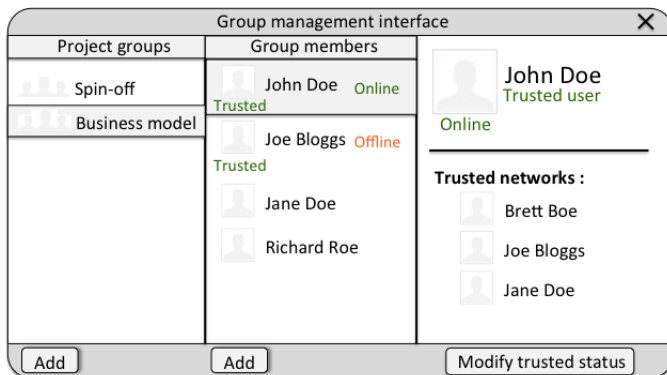 Group management interface
Project groups
Spin-off
Business model
Add
Group members
John Doe Online
Trusted
Joe Bloggs Offline
Trusted
Jane Doe
Richard Roe
Add
John Doe
Trusted user
Online
Trusted networks :
Brett Boe
Joe Bloggs
Jane Doe
Modify trusted status